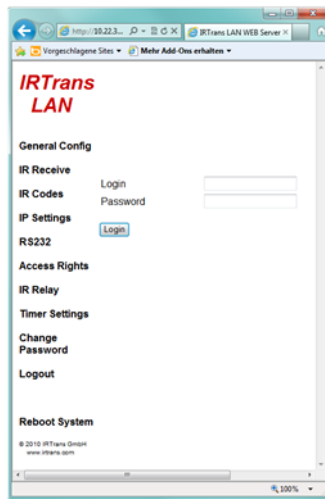 http://10.22.3...
IRTrans LAN WEB Server
Vorgeschlagene Sites
Mehr Add-Ons erhalten
IRTrans
LAN
General Config
IR Receive
Login
IR Codes
Password
IP Settings
Login
RS232
Access Rights
IR Relay
Timer Settings
Change
Password
Logout
Reboot System
© 2010 IRTrans GmbH
www.irtrans.com
100%